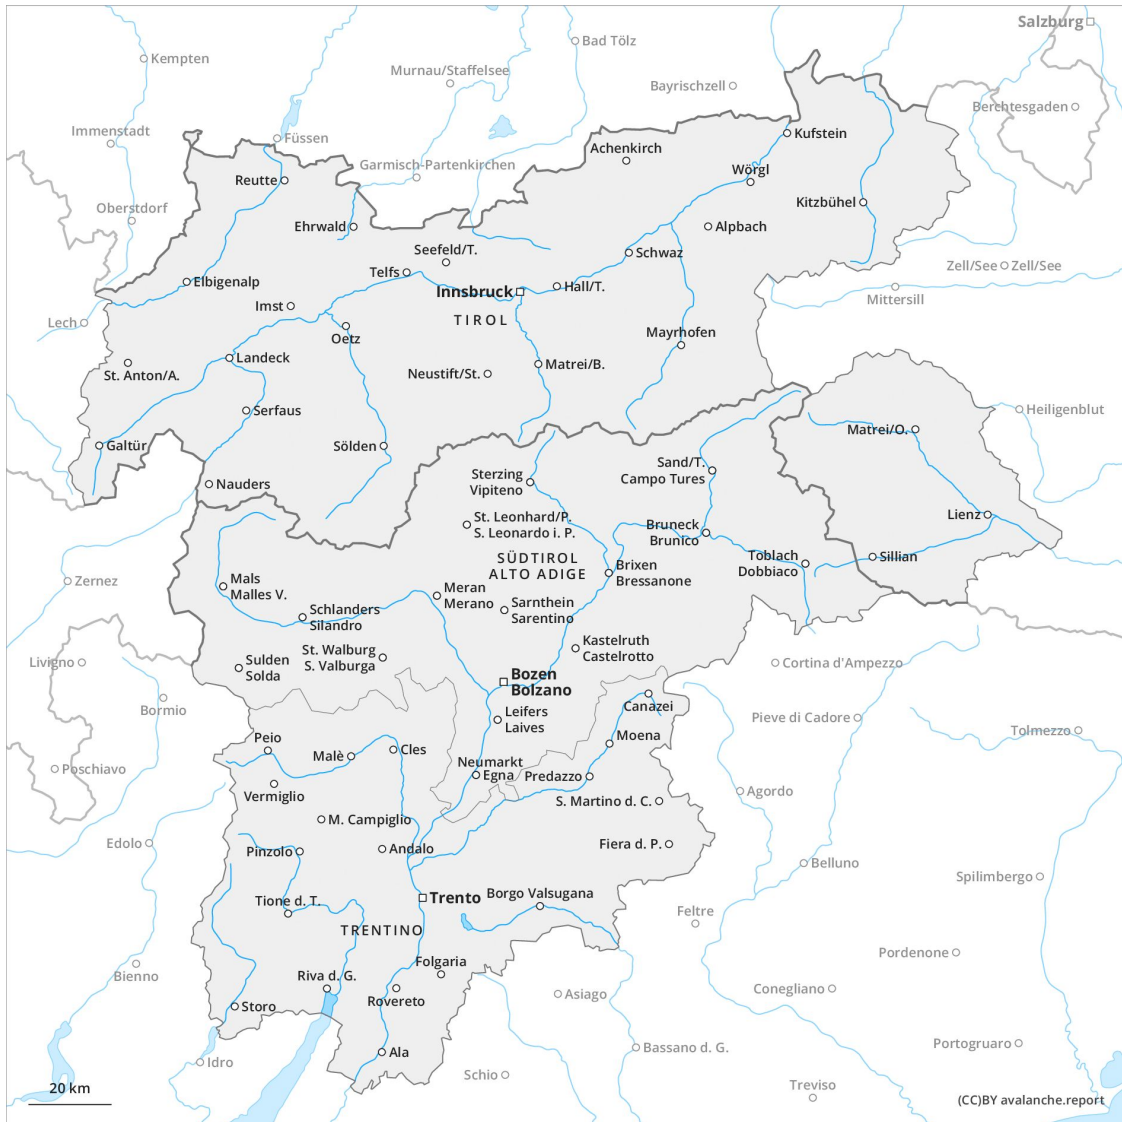 Salzburg
Bad Tölz
Kempten
Murnau/Staffelsee
Bayrischzell
Berchtesgaden
Immenstadt
Füssen
Kufstein
Achenkirch
Garmisch-Partenkirchen
Wörgl
Reutte
Kitzbühel
Oberstdorf
Ehrwald
Alpbach
Seefeld/T.
Schwaz
Telfs
Zell/See
Zell/See
Elbigenalp
Hall/T.
Innsbruck
Mittersill
Imst
TIROL
Lech
Oetz
Mayrhofen
Landeck
Matrei/B.
St. Anton/A.
Neustift/St.
Serfaus
Heiligenblut
Matrei/O.
Galtür
Sölden
Sand/T.
Campo Tures
Sterzing
Vipiteno
Nauders
Lienz
St. Leonhard/P.
S. Leonardo i. P.
Bruneck
Brunico
SÜDTIROL
ALTO ADIGE
Toblach
Dobbiaco
Sillian
Brixen
Bressanone
Zernez
Mals
Malles V.
Meran
Merano
Sarnthein
Sarentino
Schlanders
Silandro
Kastelruth
Castelrotto
St. Walburg
S. Valburga
Livigno
Sulden
Solda
Cortina d'Ampezzo
Bozen
Bolzano
Bormio
Canazei
Leifers
Laives
Pieve di Cadore
Tolmezzo
Moena
Peio
Malè
Cles
Neumarkt
Egna
Predazzo
Poschiavo
Vermiglio
Agordo
S. Martino d. C.
M. Campiglio
Edolo
Fiera d. P.
Pinzolo
Andalo
Belluno
Spilimbergo
Borgo Valsugana
Trento
Tione d. T.
Feltre
TRENTINO
Pordenone
Folgaria
Bienno
Riva d. G.
Conegliano
Asiago
Rovereto
Storo
Portogruaro
Bassano d. G.
Ala
Idro
Schio
Treviso
20 km
(CC)BY avalanche.report